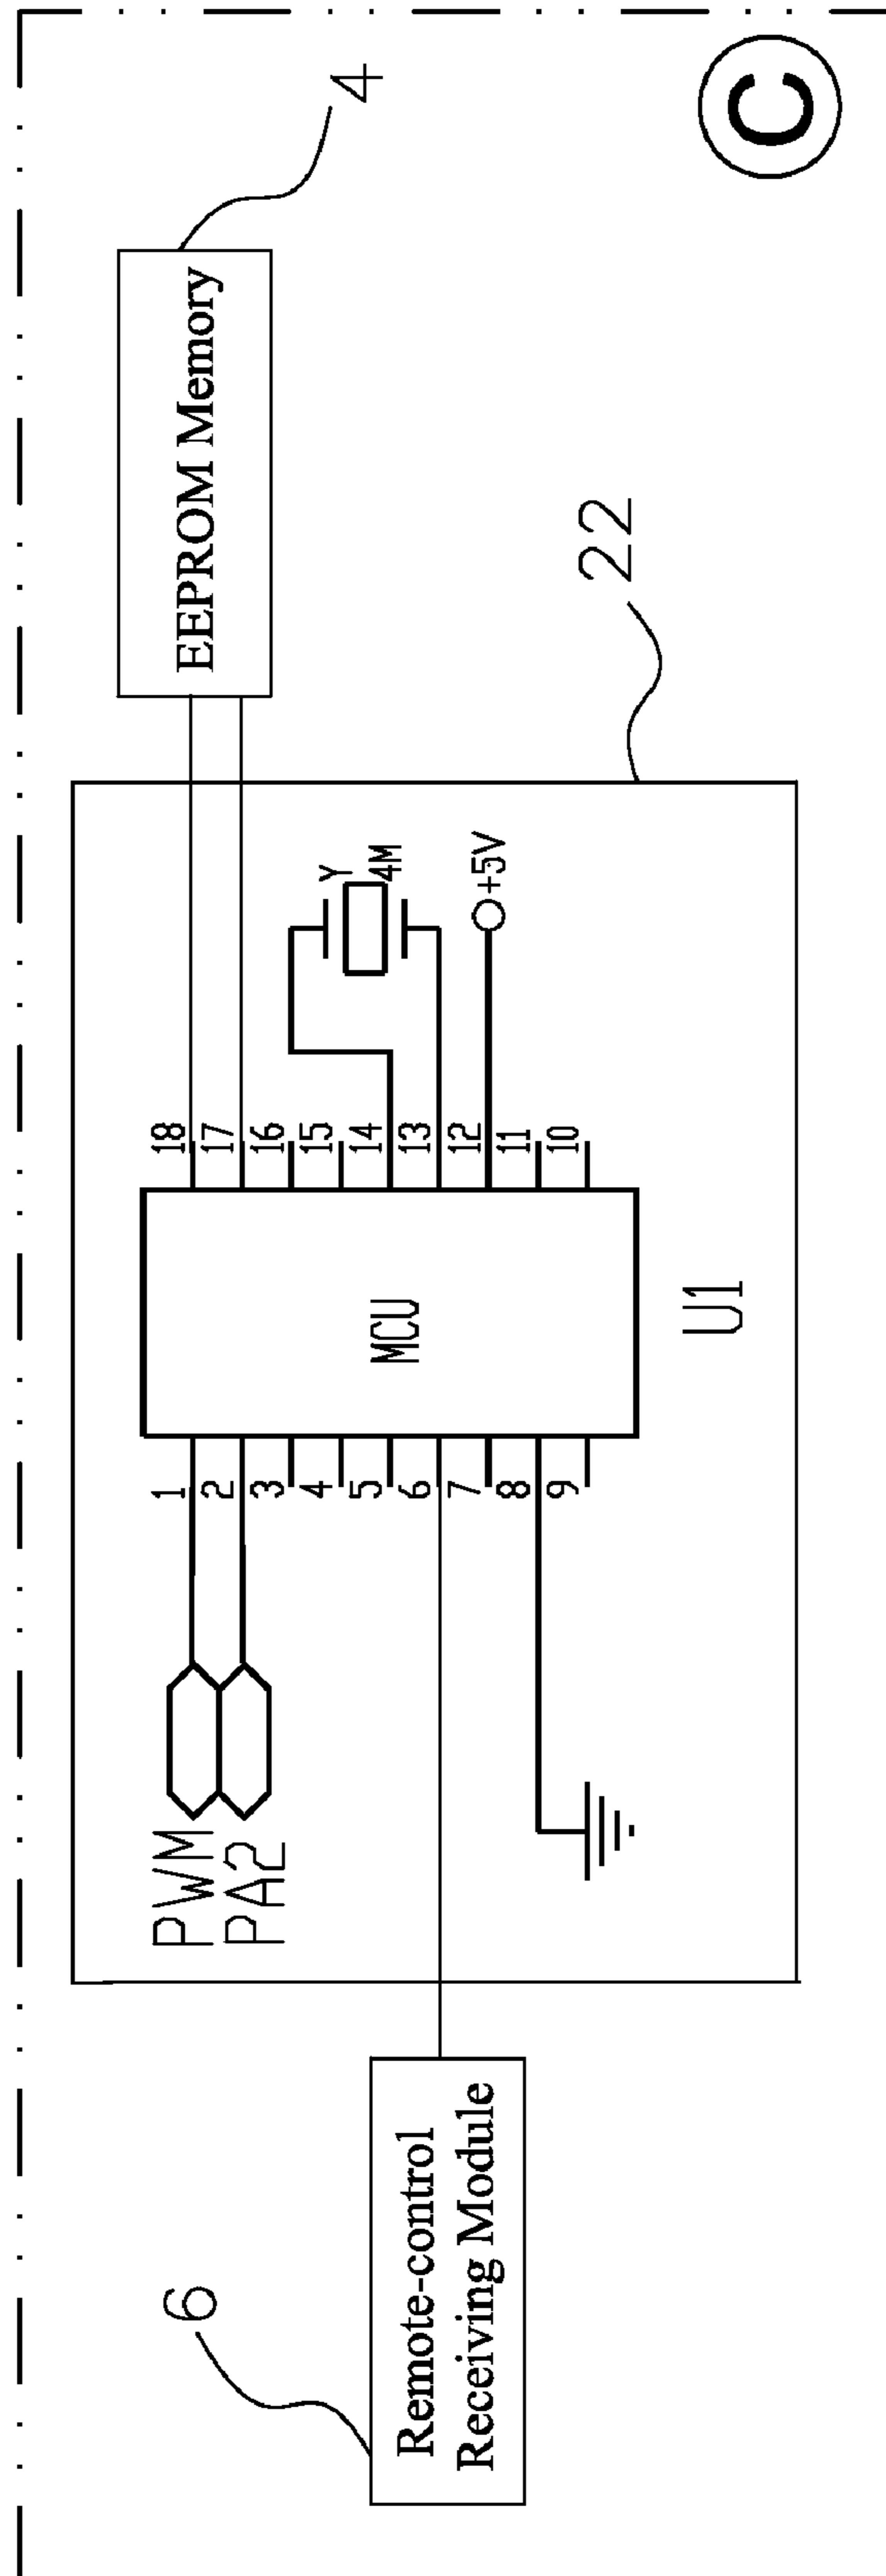 4
C
EEPROM Memory
22
Y
4M
+5V
18
17
16
15
14
13
12
11
10
MCU
U1
1
2
3
4
5
6
7
8
9
PWM
PA2
6
Remote-control
Receiving Module